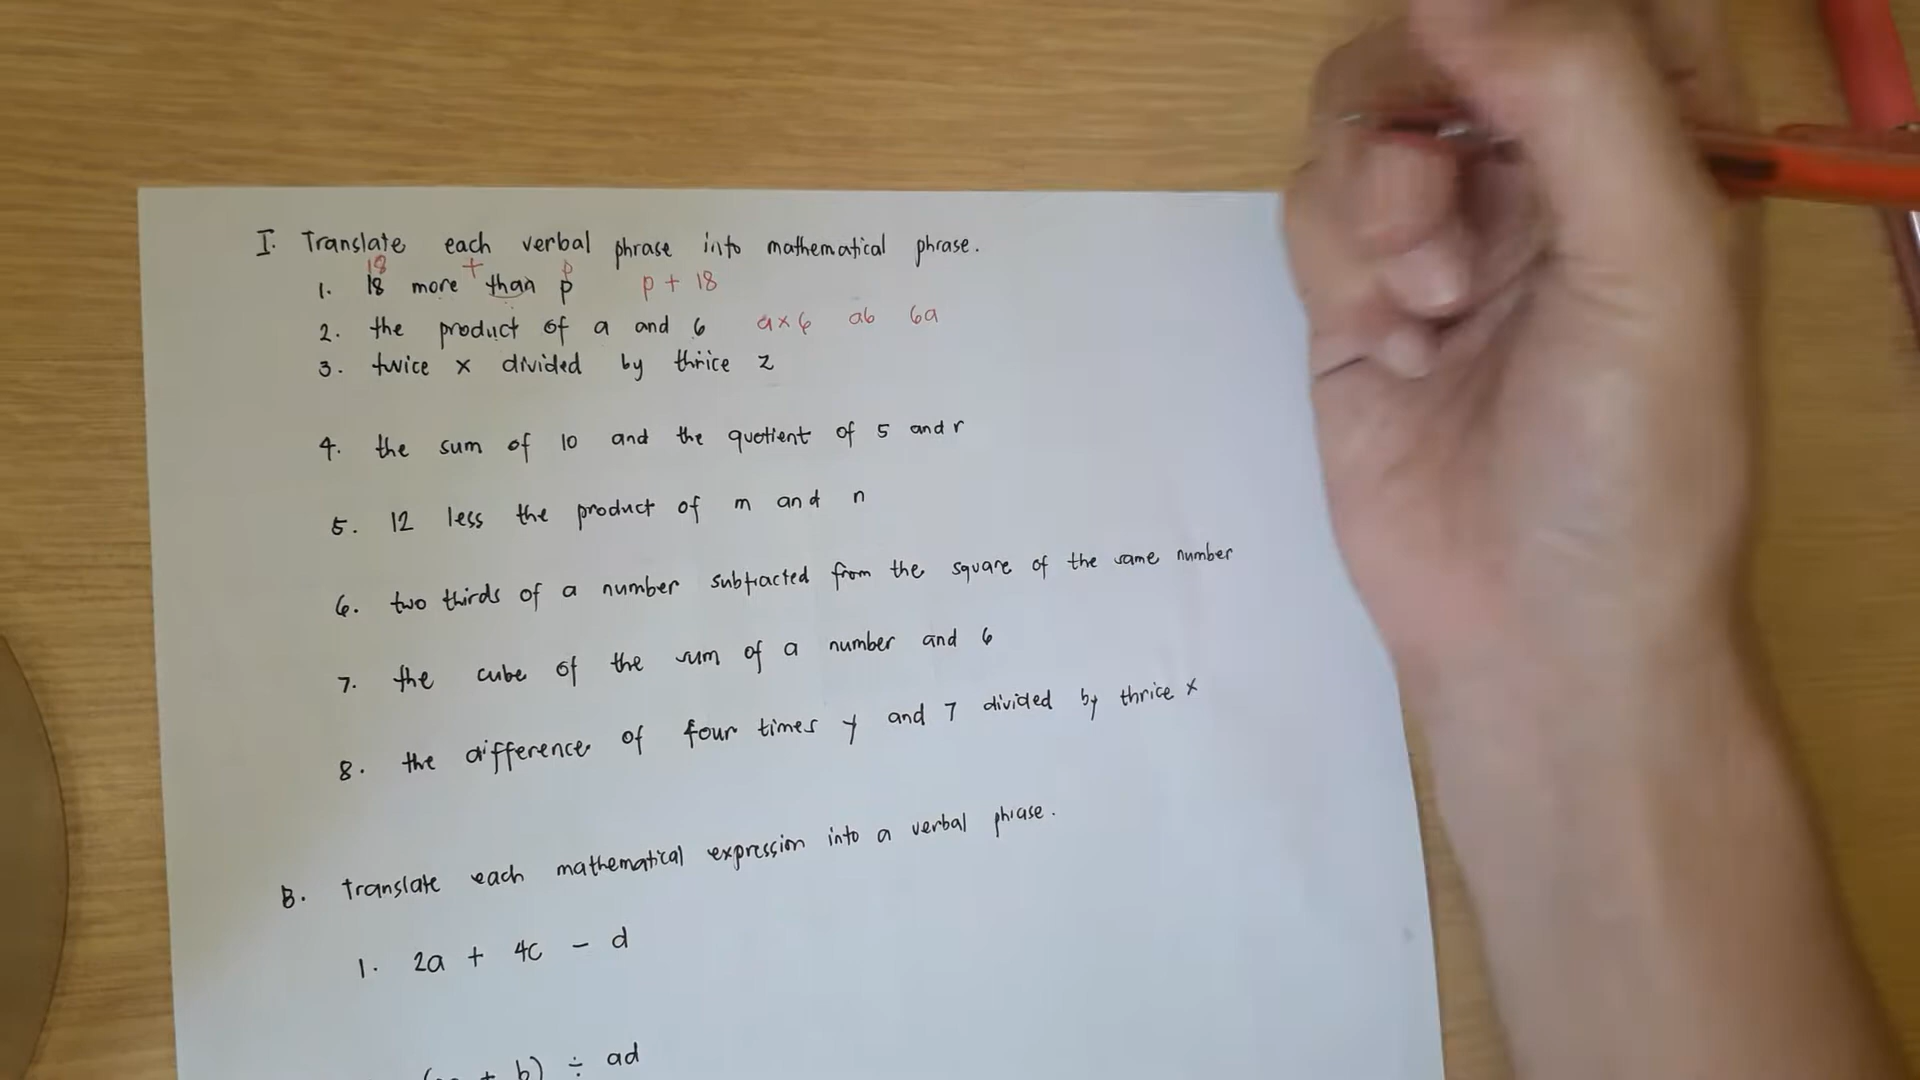 I. Translate each verbal phrase into mathematical phrase.
18 + p
1. 18 more than p p + 18
2. the product of a and 6 a×6 a6 6a
3. twice x divided by thrice z
4. the sum of 10 and the quotient of 5 and r
5. 12 less the product of m and n
6. two thirds of a number subtracted from the square of the same number
7. the cube of the sum of a number and 6
8. the difference of four times y and 7 divided by thrice x
B. Translate each mathematical expression into a verbal phrase.
1. 2a + 4c - d
+ b) ÷ ad